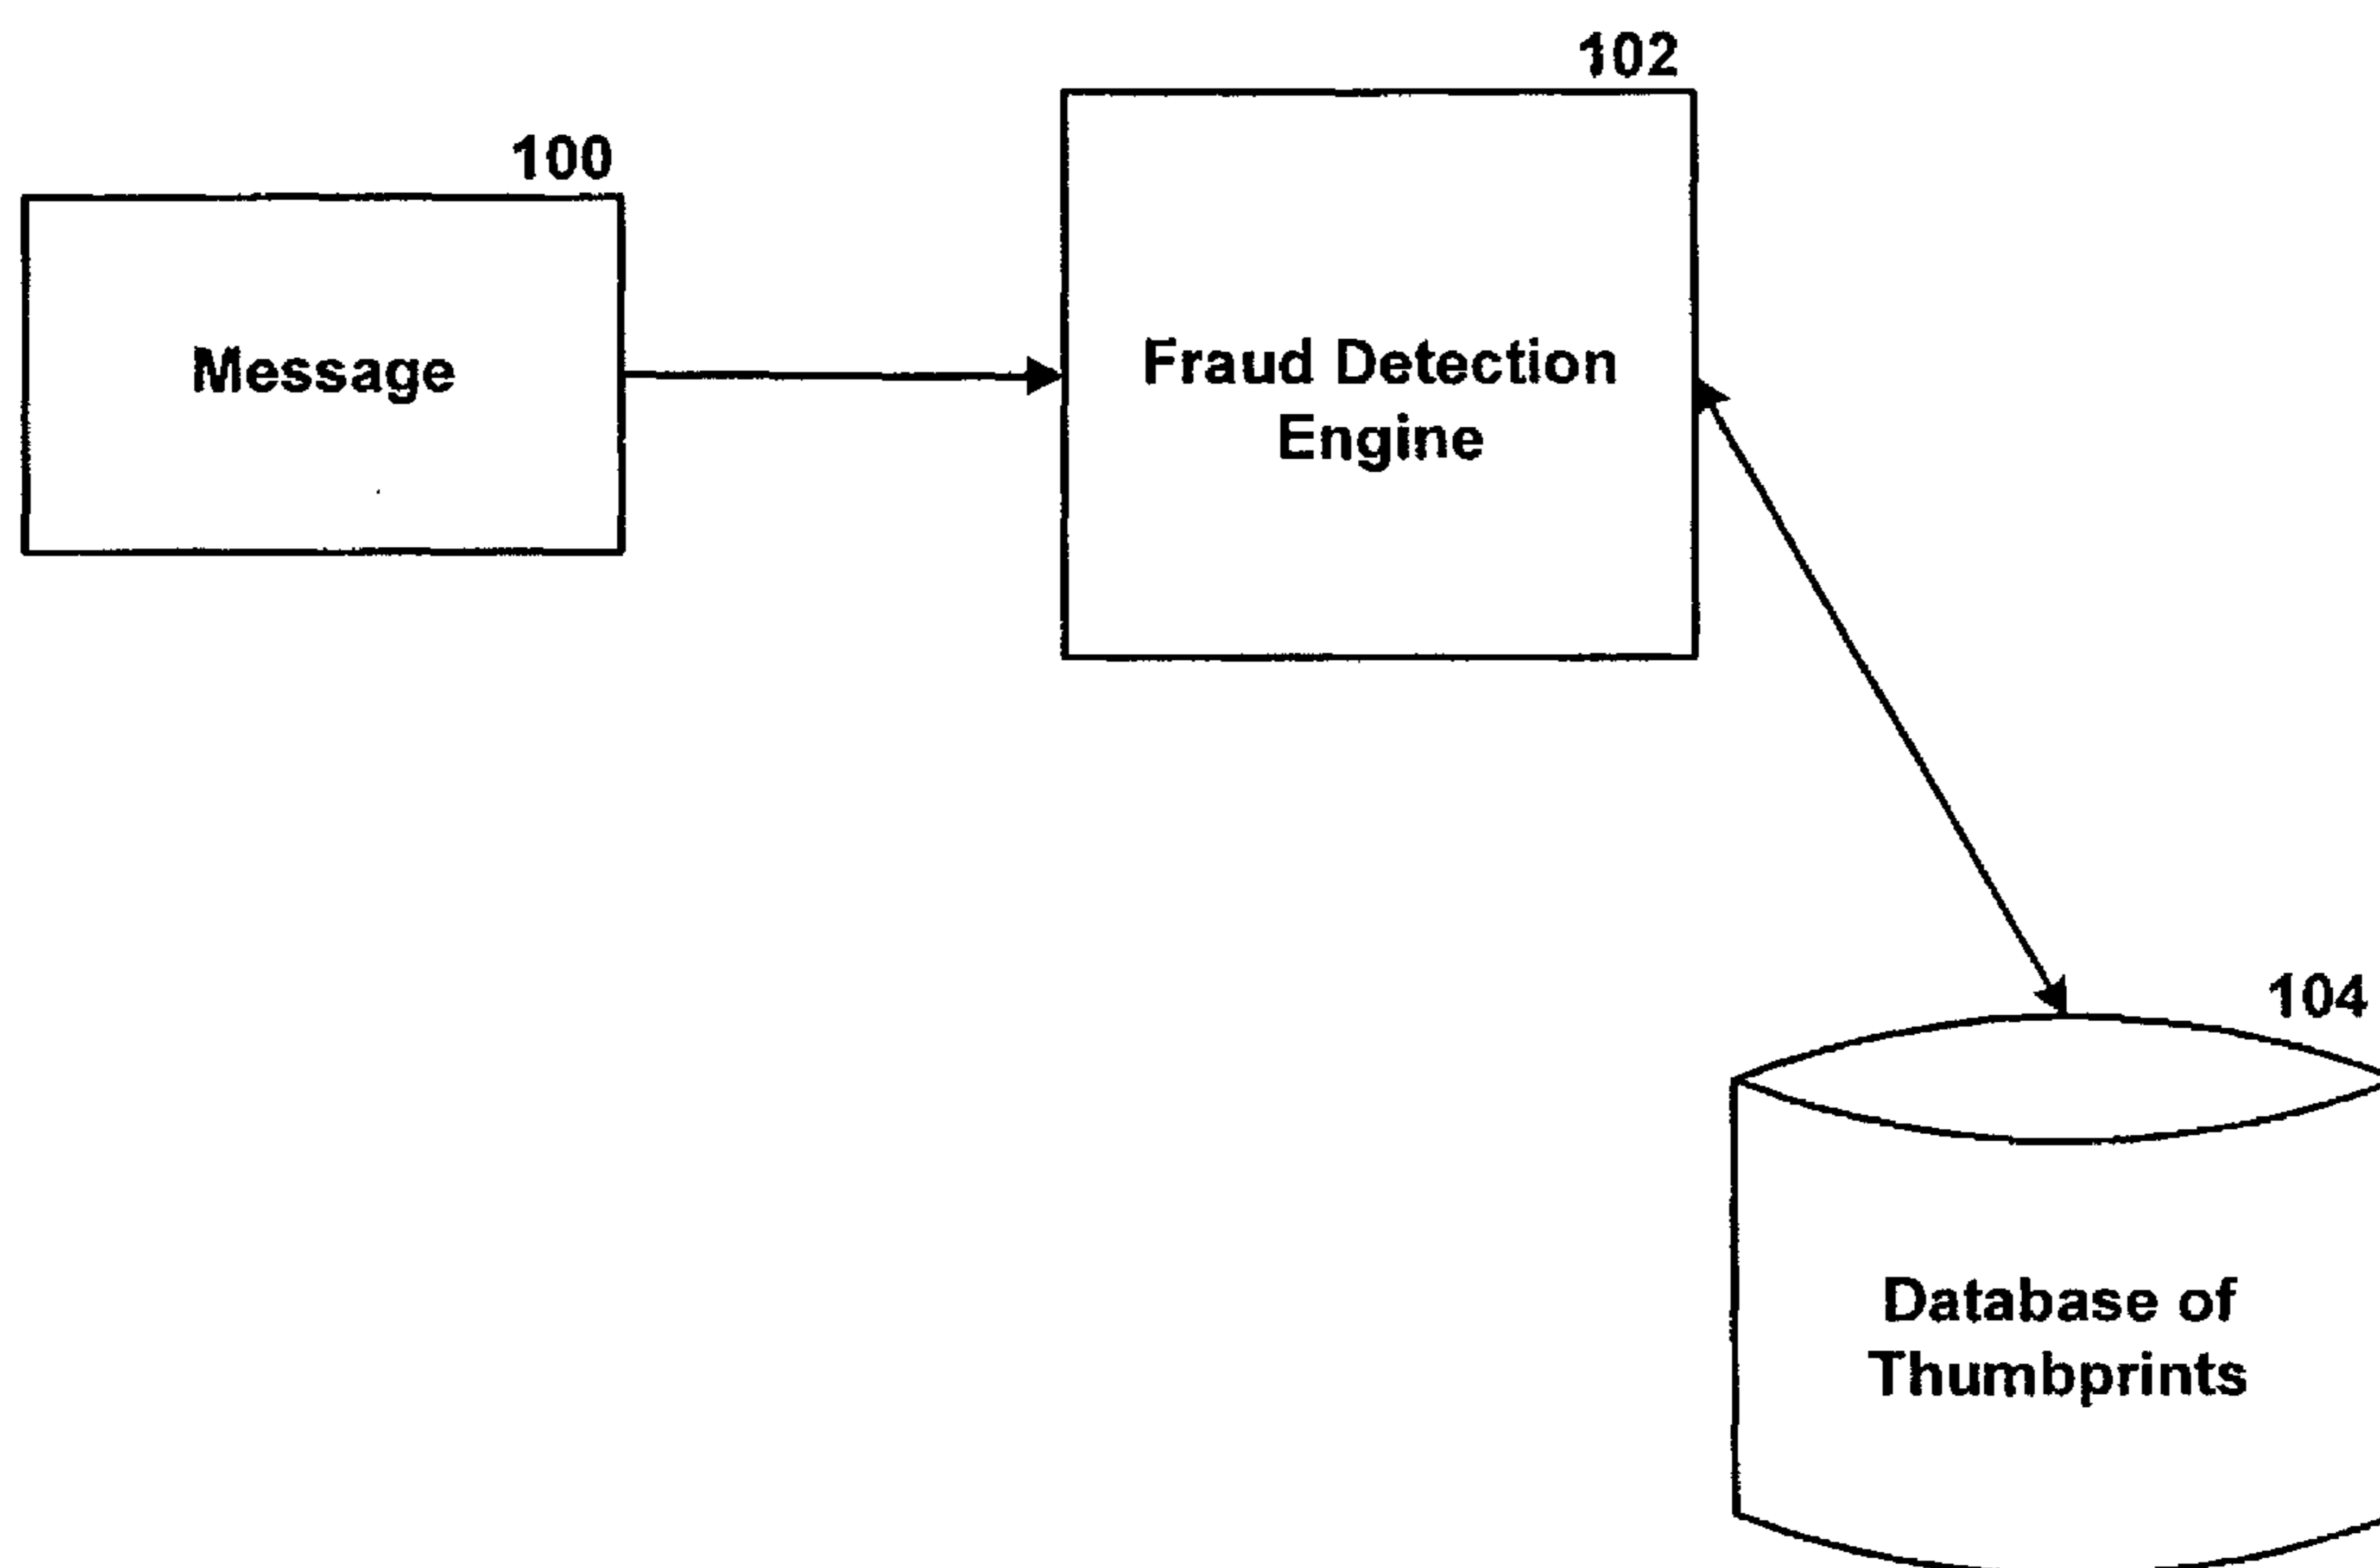 102
100
Message
Fraud Detection
Engine
104
Database of
Thumbprints